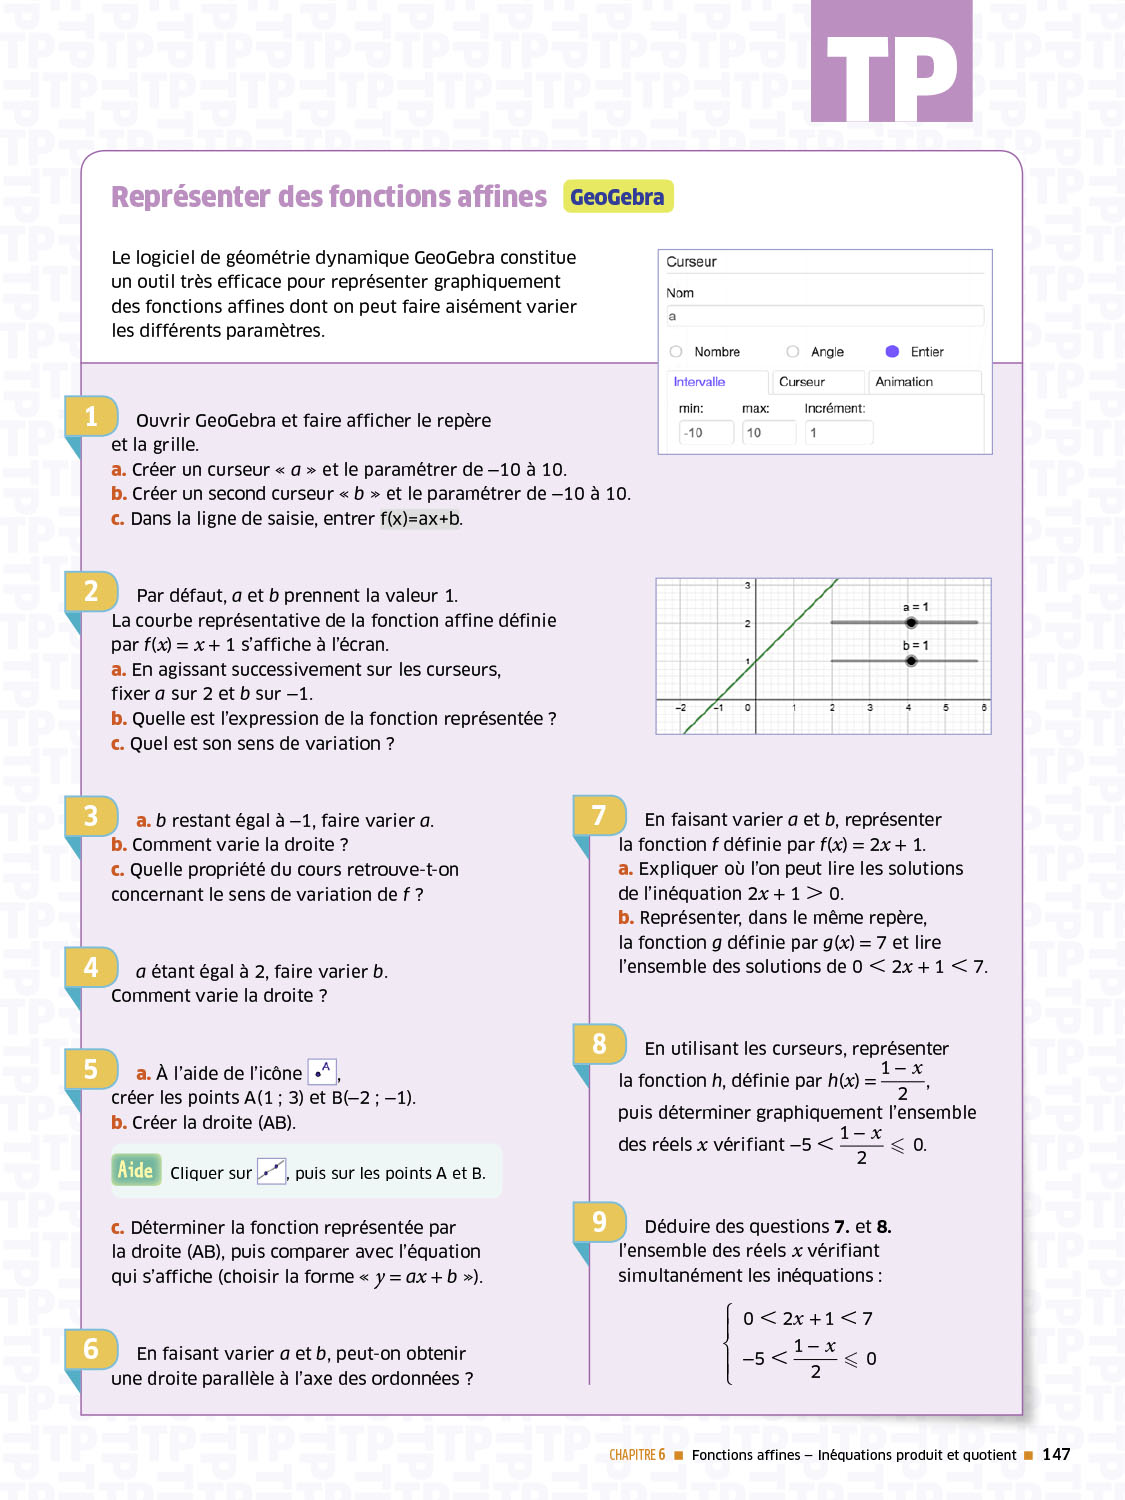 TP
Représenter des fonctions affines GeoGebra
Le logiciel de géométrie dynamique GeoGebra constitue
un outil très efficace pour représenter graphiquement
des fonctions affines dont on peut faire aisément varier
les différents paramètres.
Curseur
Nom
a
Nombre Angle Entier
Intervalle Curseur Animation
min: max: Incrément:
-10 10 1
1 Ouvrir GeoGebra et faire afficher le repère
et la grille.
a. Créer un curseur « a » et le paramétrer de –10 à 10.
b. Créer un second curseur « b » et le paramétrer de –10 à 10.
c. Dans la ligne de saisie, entrer f(x)=ax+b.
2 Par défaut, a et b prennent la valeur 1.
La courbe représentative de la fonction affine définie
par f(x) = x + 1 s'affiche à l'écran.
a. En agissant successivement sur les curseurs,
fixer a sur 2 et b sur –1.
b. Quelle est l'expression de la fonction représentée ?
c. Quel est son sens de variation ?
3
a = 1
2
b = 1
1
–2 –1 0 1 2 3 4 5 6
3 a. b restant égal à –1, faire varier a.
b. Comment varie la droite ?
c. Quelle propriété du cours retrouve-t-on
concernant le sens de variation de f ?
4 a étant égal à 2, faire varier b.
Comment varie la droite ?
5 a. À l'aide de l'icône A,
créer les points A(1 ; 3) et B(–2 ; –1).
b. Créer la droite (AB).
Aide Cliquer sur , puis sur les points A et B.
c. Déterminer la fonction représentée par
la droite (AB), puis comparer avec l'équation
qui s'affiche (choisir la forme « y = ax + b »).
6 En faisant varier a et b, peut-on obtenir
une droite parallèle à l'axe des ordonnées ?
7 En faisant varier a et b, représenter
la fonction f définie par f(x) = 2x + 1.
a. Expliquer où l'on peut lire les solutions
de l'inéquation 2x + 1 > 0.
b. Représenter, dans le même repère,
la fonction g définie par g(x) = 7 et lire
l'ensemble des solutions de 0 < 2x + 1 < 7.
8 En utilisant les curseurs, représenter
la fonction h, définie par h(x) = (1 – x)/2,
puis déterminer graphiquement l'ensemble
des réels x vérifiant –5 < (1 – x)/2 ⩽ 0.
9 Déduire des questions 7. et 8.
l'ensemble des réels x vérifiant
simultanément les inéquations :
0 < 2x + 1 < 7
–5 < (1 – x)/2 ⩽ 0
CHAPITRE 6 ■ Fonctions affines – Inéquations produit et quotient ■ 147